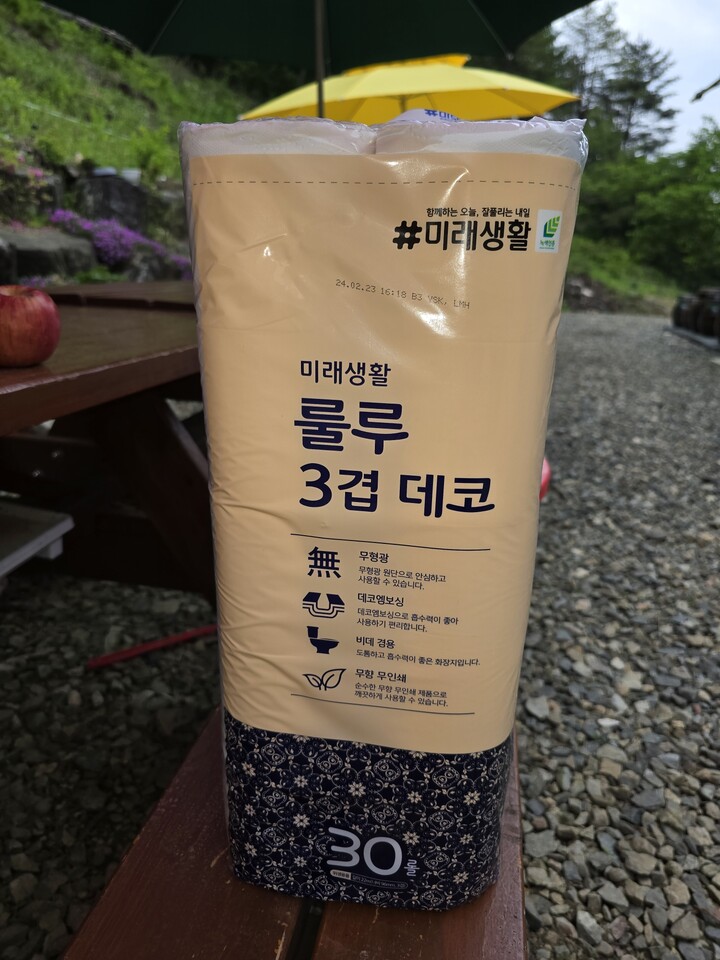 #미래
함께하는 오늘, 잘풀리는 내일
#미래생활
녹색인증
24.02.23 16:18 B3 YSK, LMH
미래생활
룰루
3겹 데코
無
무형광
무형광 원단으로 안심하고
사용할 수 있습니다.
데코엠보싱
데코엠보싱으로 흡수력이 좋아
사용하기 편리합니다.
비데 겸용
도톰하고 흡수력이 좋은 화장지입니다.
무향 무인쇄
순수한 무향 무인쇄 제품으로
깨끗하게 사용할 수 있습니다.
30롤